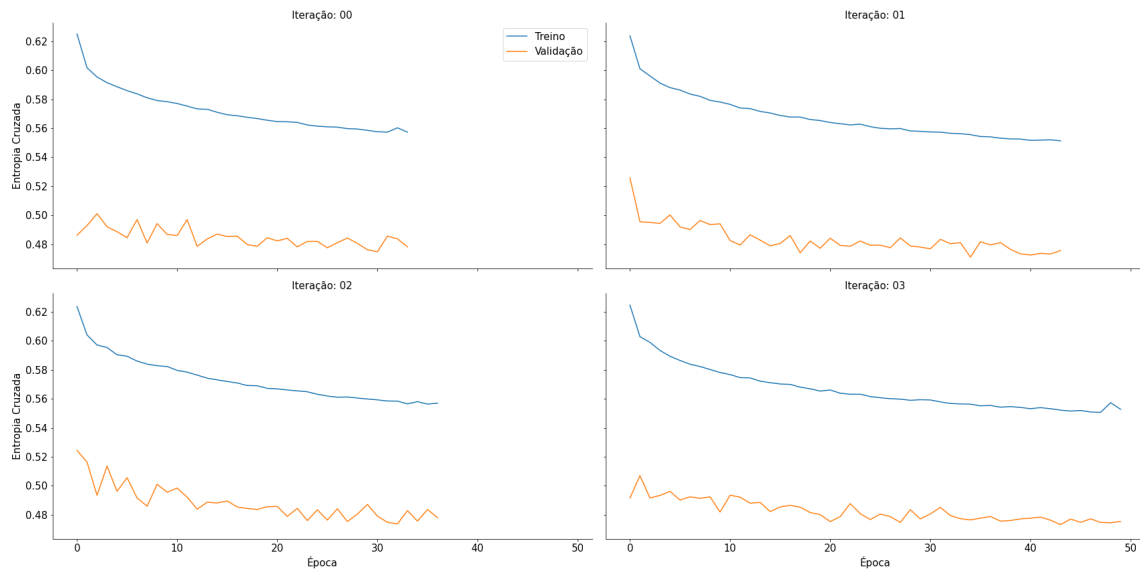 Iteração: 00
Iteração: 01
Treino
Validação
Entropia Cruzada
0.62
0.60
0.58
0.56
0.54
0.52
0.50
0.48
Iteração: 02
Iteração: 03
Entropia Cruzada
0.62
0.60
0.58
0.56
0.54
0.52
0.50
0.48
0 10 20 30 40 50
0 10 20 30 40 50
Época
Época